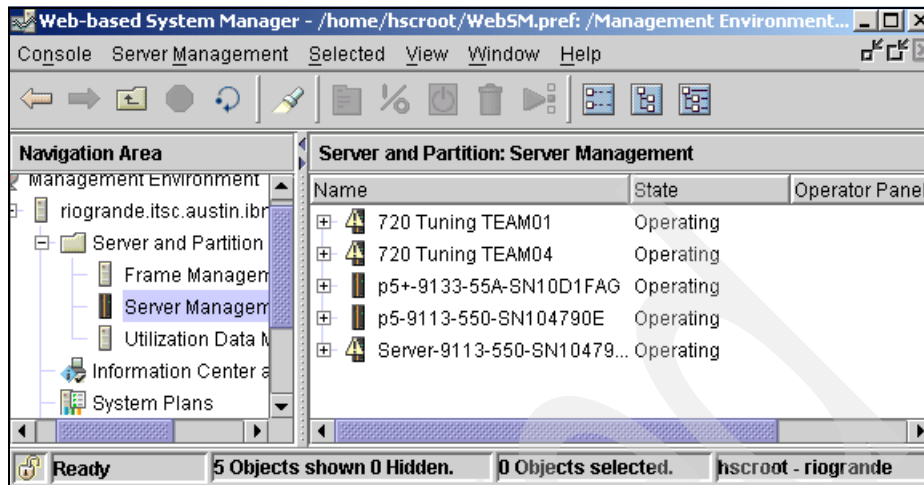 Web-based System Manager - /home/hscroot/WebSM.pref: /Management Environment...
Console Server Management Selected View Window Help
Navigation Area
Management Environment
riogrande.itsc.austin.ibr
Server and Partition
Frame Managem
Server Managem
Utilization Data M
Information Center a
System Plans
Server and Partition: Server Management
Name State Operator Panel
720 Tuning TEAM01 Operating
720 Tuning TEAM04 Operating
p5+-9133-55A-SN10D1FAG Operating
p5-9113-550-SN104790E Operating
Server-9113-550-SN10479... Operating
Ready 5 Objects shown 0 Hidden. 0 Objects selected. hscroot - riogrande